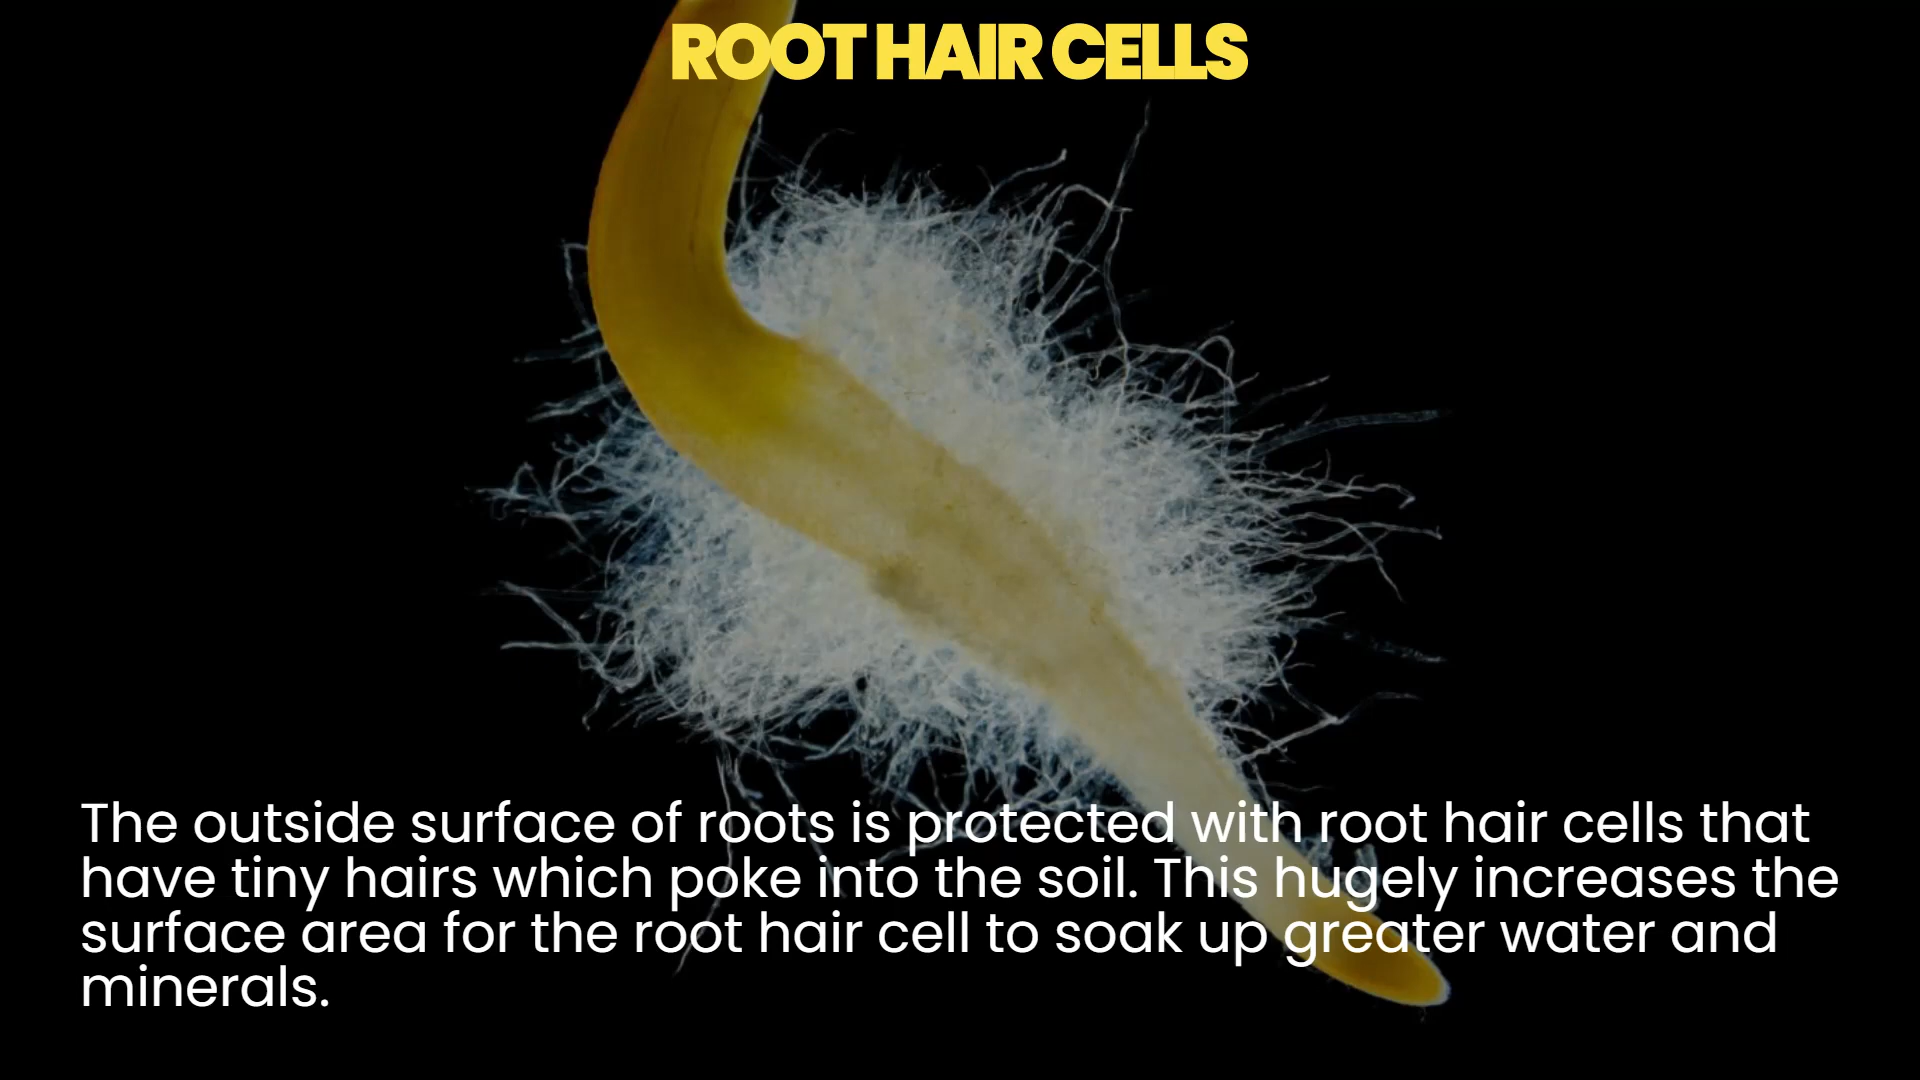 ROOT HAIR CELLS
The outside surface of roots is protected with root hair cells that
have tiny hairs which poke into the soil. This hugely increases the
surface area for the root hair cell to soak up greater water and
minerals.